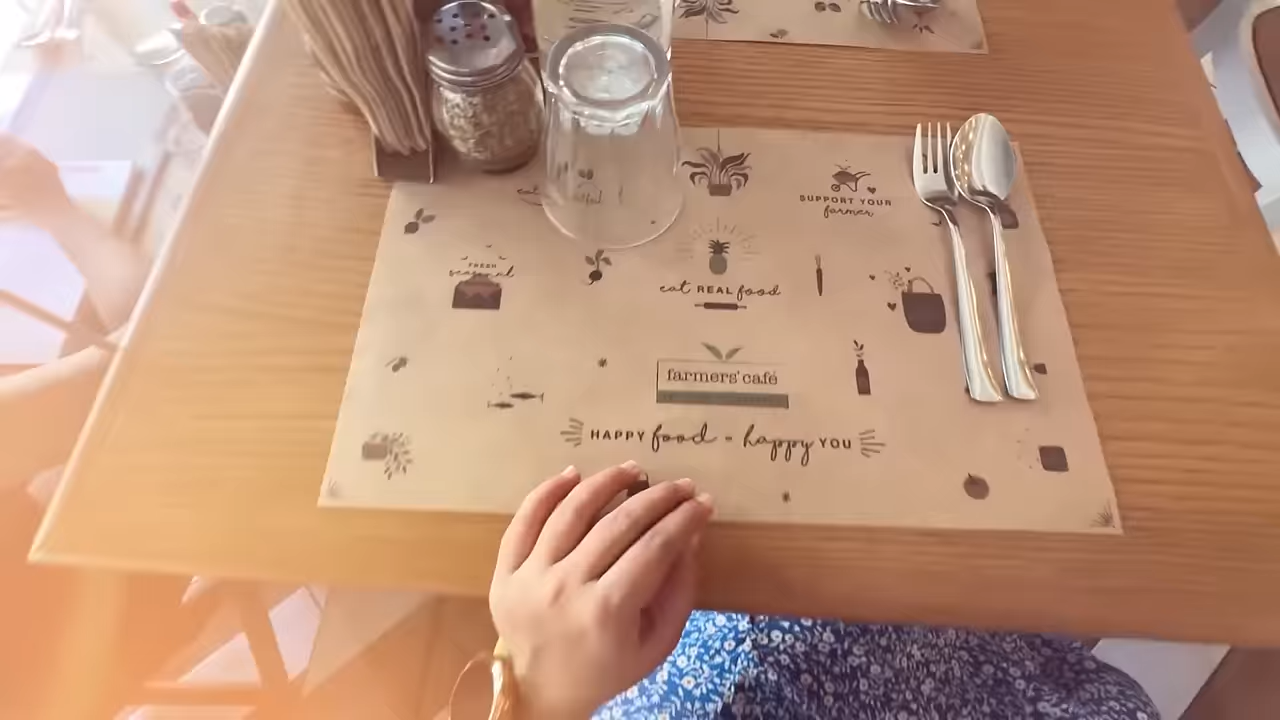 SUPPORT YOUR
farmer
FRESH
seasonal
eat REAL food
farmers' café
HAPPY food - happy YOU